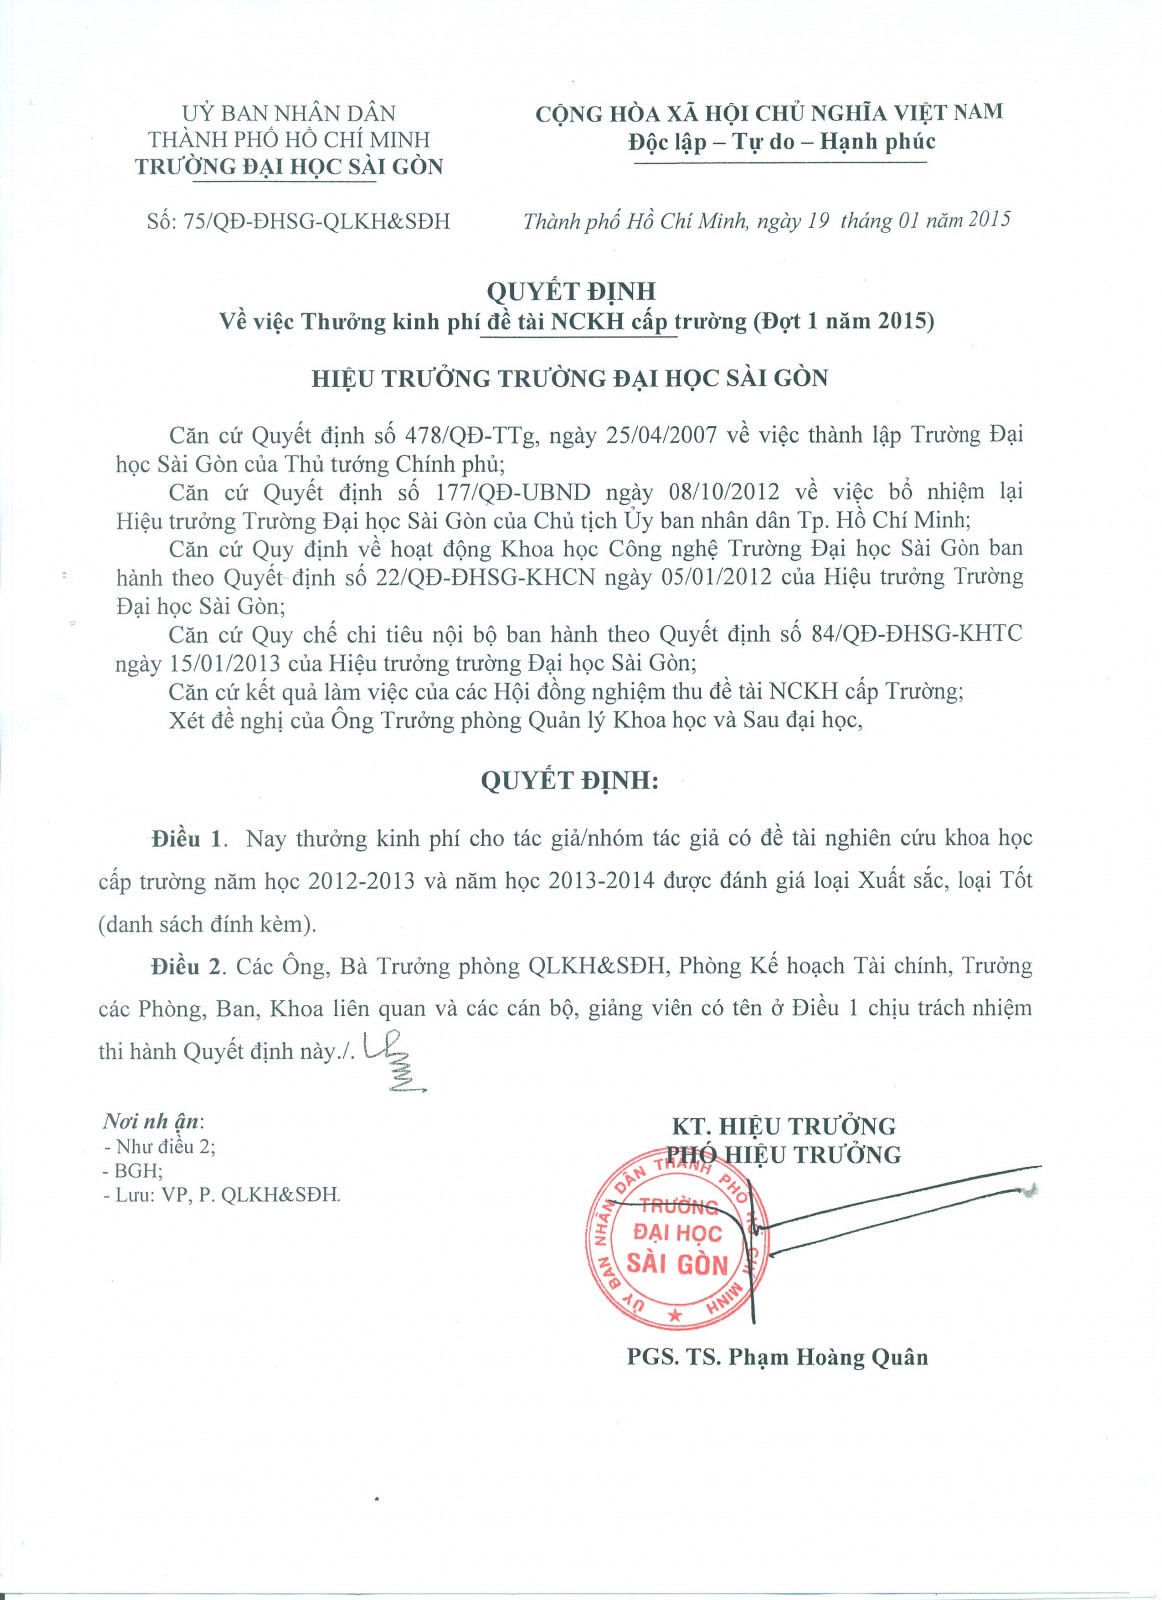 UỶ BAN NHÂN DÂN
THÀNH PHỐ HỒ CHÍ MINH
TRƯỜNG ĐẠI HỌC SÀI GÒN
CỘNG HÒA XÃ HỘI CHỦ NGHĨA VIỆT NAM
Độc lập – Tự do – Hạnh phúc
Số: 75/QĐ-ĐHSG-QLKH&SĐH
Thành phố Hồ Chí Minh, ngày 19 tháng 01 năm 2015
QUYẾT ĐỊNH
Về việc Thưởng kinh phí đề tài NCKH cấp trường (Đợt 1 năm 2015)
HIỆU TRƯỞNG TRƯỜNG ĐẠI HỌC SÀI GÒN
Căn cứ Quyết định số 478/QĐ-TTg, ngày 25/04/2007 về việc thành lập Trường Đại
học Sài Gòn của Thủ tướng Chính phủ;
Căn cứ Quyết định số 177/QĐ-UBND ngày 08/10/2012 về việc bổ nhiệm lại
Hiệu trưởng Trường Đại học Sài Gòn của Chủ tịch Ủy ban nhân dân Tp. Hồ Chí Minh;
Căn cứ Quy định về hoạt động Khoa học Công nghệ Trường Đại học Sài Gòn ban
hành theo Quyết định số 22/QĐ-ĐHSG-KHCN ngày 05/01/2012 của Hiệu trưởng Trường
Đại học Sài Gòn;
Căn cứ Quy chế chi tiêu nội bộ ban hành theo Quyết định số 84/QĐ-ĐHSG-KHTC
ngày 15/01/2013 của Hiệu trưởng trường Đại học Sài Gòn;
Căn cứ kết quả làm việc của các Hội đồng nghiệm thu đề tài NCKH cấp Trường;
Xét đề nghị của Ông Trưởng phòng Quản lý Khoa học và Sau đại học,
QUYẾT ĐỊNH:
Điều 1. Nay thưởng kinh phí cho tác giả/nhóm tác giả có đề tài nghiên cứu khoa học
cấp trường năm học 2012-2013 và năm học 2013-2014 được đánh giá loại Xuất sắc, loại Tốt
(danh sách đính kèm).
Điều 2. Các Ông, Bà Trưởng phòng QLKH&SĐH, Phòng Kế hoạch Tài chính, Trưởng
các Phòng, Ban, Khoa liên quan và các cán bộ, giảng viên có tên ở Điều 1 chịu trách nhiệm
thi hành Quyết định này./.
Nơi nh ận:
- Như điều 2;
- BGH;
- Lưu: VP, P. QLKH&SĐH.
KT. HIỆU TRƯỞNG
PHÓ HIỆU TRƯỞNG
ỦY BAN NHÂN DÂN THÀNH PHỐ HỒ CHÍ MINH
TRƯỜNG
ĐẠI HỌC
SÀI GÒN
PGS. TS. Phạm Hoàng Quân